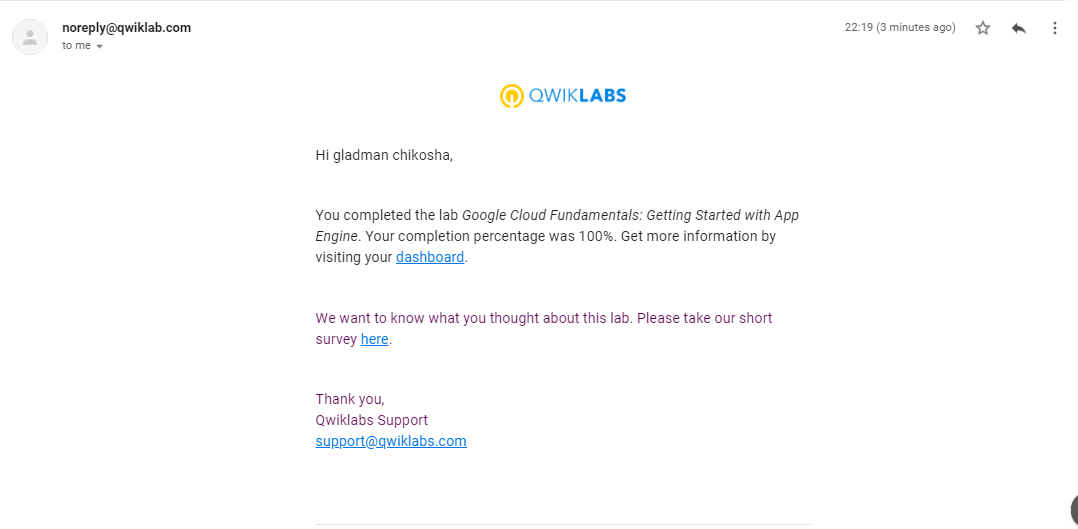 noreply@qwiklab.com
22:19 (3 minutes ago)
to me
QWIKLABS
Hi gladman chikosha,
You completed the lab Google Cloud Fundamentals: Getting Started with App
Engine. Your completion percentage was 100%. Get more information by
visiting your dashboard.
We want to know what you thought about this lab. Please take our short
survey here.
Thank you,
Qwiklabs Support
support@qwiklabs.com